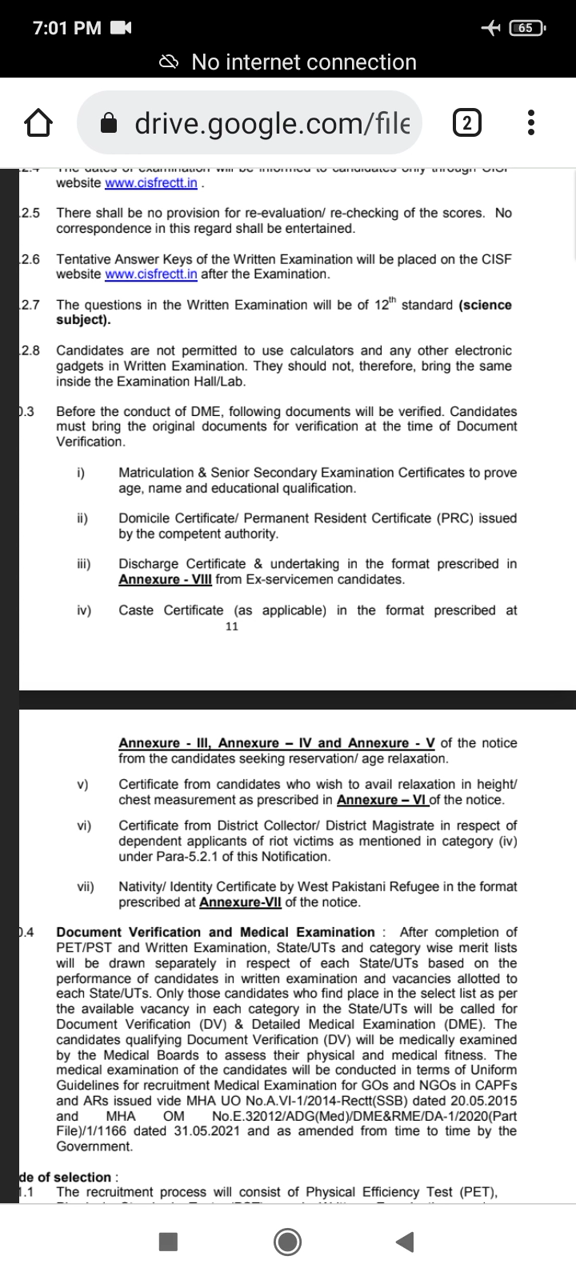 7:01 PM
65
No internet connection
drive.google.com/file
2
2.4 The dates of examination will be informed to candidates only through CISF
website www.cisfrectt.in .
.2.5 There shall be no provision for re-evaluation/ re-checking of the scores. No
correspondence in this regard shall be entertained.
.2.6 Tentative Answer Keys of the Written Examination will be placed on the CISF
website www.cisfrectt.in after the Examination.
.2.7 The questions in the Written Examination will be of 12th standard (science
subject).
.2.8 Candidates are not permitted to use calculators and any other electronic
gadgets in Written Examination. They should not, therefore, bring the same
inside the Examination Hall/Lab.
0.3 Before the conduct of DME, following documents will be verified. Candidates
must bring the original documents for verification at the time of Document
Verification.
i) Matriculation & Senior Secondary Examination Certificates to prove
age, name and educational qualification.
ii) Domicile Certificate/ Permanent Resident Certificate (PRC) issued
by the competent authority.
iii) Discharge Certificate & undertaking in the format prescribed in
Annexure - VIII from Ex-servicemen candidates.
iv) Caste Certificate (as applicable) in the format prescribed at
11
Annexure - III, Annexure – IV and Annexure - V of the notice
from the candidates seeking reservation/ age relaxation.
v) Certificate from candidates who wish to avail relaxation in height/
chest measurement as prescribed in Annexure – VI of the notice.
vi) Certificate from District Collector/ District Magistrate in respect of
dependent applicants of riot victims as mentioned in category (iv)
under Para-5.2.1 of this Notification.
vii) Nativity/ Identity Certificate by West Pakistani Refugee in the format
prescribed at Annexure-VII of the notice.
0.4 Document Verification and Medical Examination : After completion of
PET/PST and Written Examination, State/UTs and category wise merit lists
will be drawn separately in respect of each State/UTs based on the
performance of candidates in written examination and vacancies allotted to
each State/UTs. Only those candidates who find place in the select list as per
the available vacancy in each category in the State/UTs will be called for
Document Verification (DV) & Detailed Medical Examination (DME). The
candidates qualifying Document Verification (DV) will be medically examined
by the Medical Boards to assess their physical and medical fitness. The
medical examination of the candidates will be conducted in terms of Uniform
Guidelines for recruitment Medical Examination for GOs and NGOs in CAPFs
and ARs issued vide MHA UO No.A.VI-1/2014-Rectt(SSB) dated 20.05.2015
and MHA OM No.E.32012/ADG(Med)/DME&RME/DA-1/2020(Part
File)/1/1166 dated 31.05.2021 and as amended from time to time by the
Government.
de of selection :
1.1 The recruitment process will consist of Physical Efficiency Test (PET),